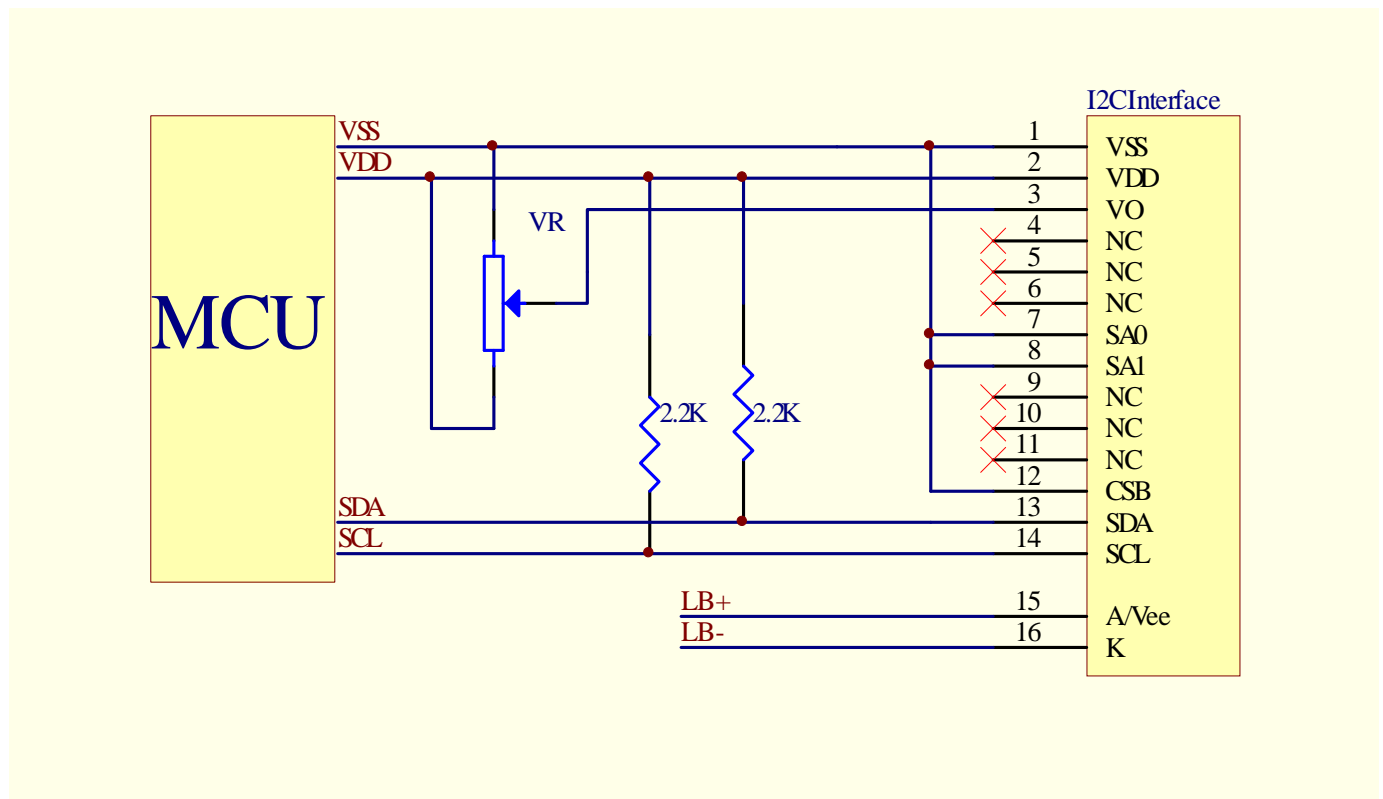 I2CInterface
VSS 1 VSS
VDD 2 VDD
3 VO
VR
4 NC
5 NC
6 NC
MCU
7 SA0
8 SA1
9 NC
2.2K 2.2K 10 NC
11 NC
12 CSB
SDA 13 SDA
SCL 14 SCL
LB+ 15 A/Vee
LB- 16 K